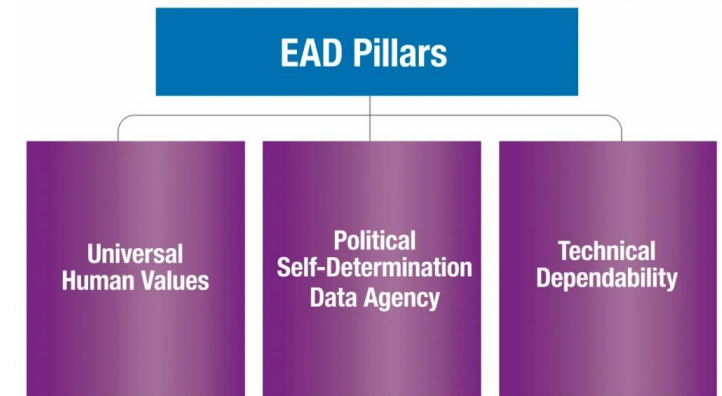 EAD Pillars
Universal
Human Values
Political
Self-Determination
Data Agency
Technical
Dependability